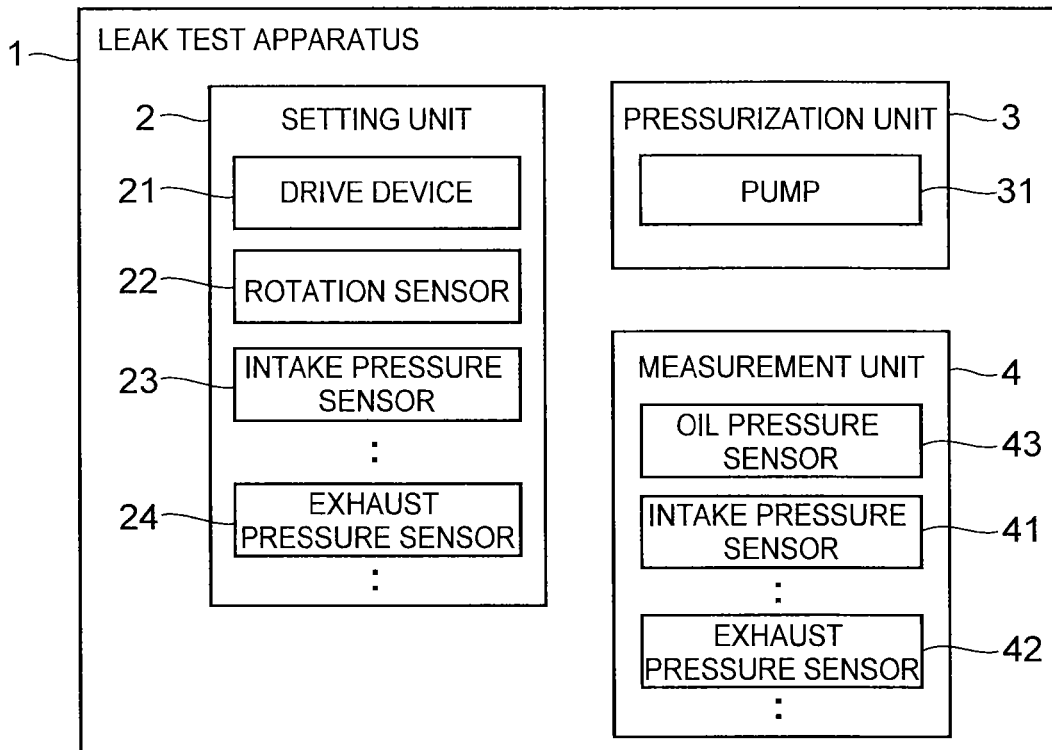 1
LEAK TEST APPARATUS
2
SETTING UNIT
21
DRIVE DEVICE
22
ROTATION SENSOR
23
INTAKE PRESSURE
SENSOR
24
EXHAUST
PRESSURE SENSOR
PRESSURIZATION UNIT
3
PUMP
31
MEASUREMENT UNIT
4
OIL PRESSURE
SENSOR
43
INTAKE PRESSURE
SENSOR
41
EXHAUST
PRESSURE SENSOR
42